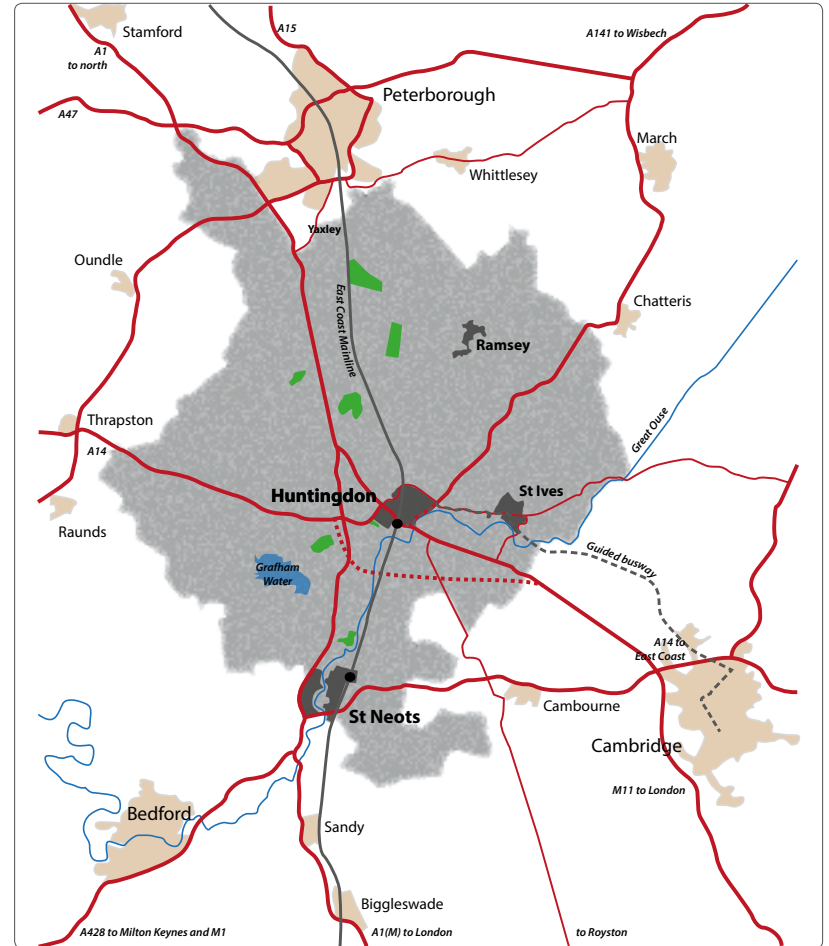 Stamford
A15
A141 to Wisbech
A1
to north
Peterborough
A47
March
Whittlesey
Yaxley
Oundle
East Coast Mainline
Chatteris
Ramsey
Thrapston
Great Ouse
A14
Huntingdon
St Ives
Raunds
Guided busway
Grafham
Water
A14 to
East Coast
Cambourne
St Neots
Cambridge
M11 to London
Bedford
Sandy
Biggleswade
A428 to Milton Keynes and M1
A1(M) to London
to Royston